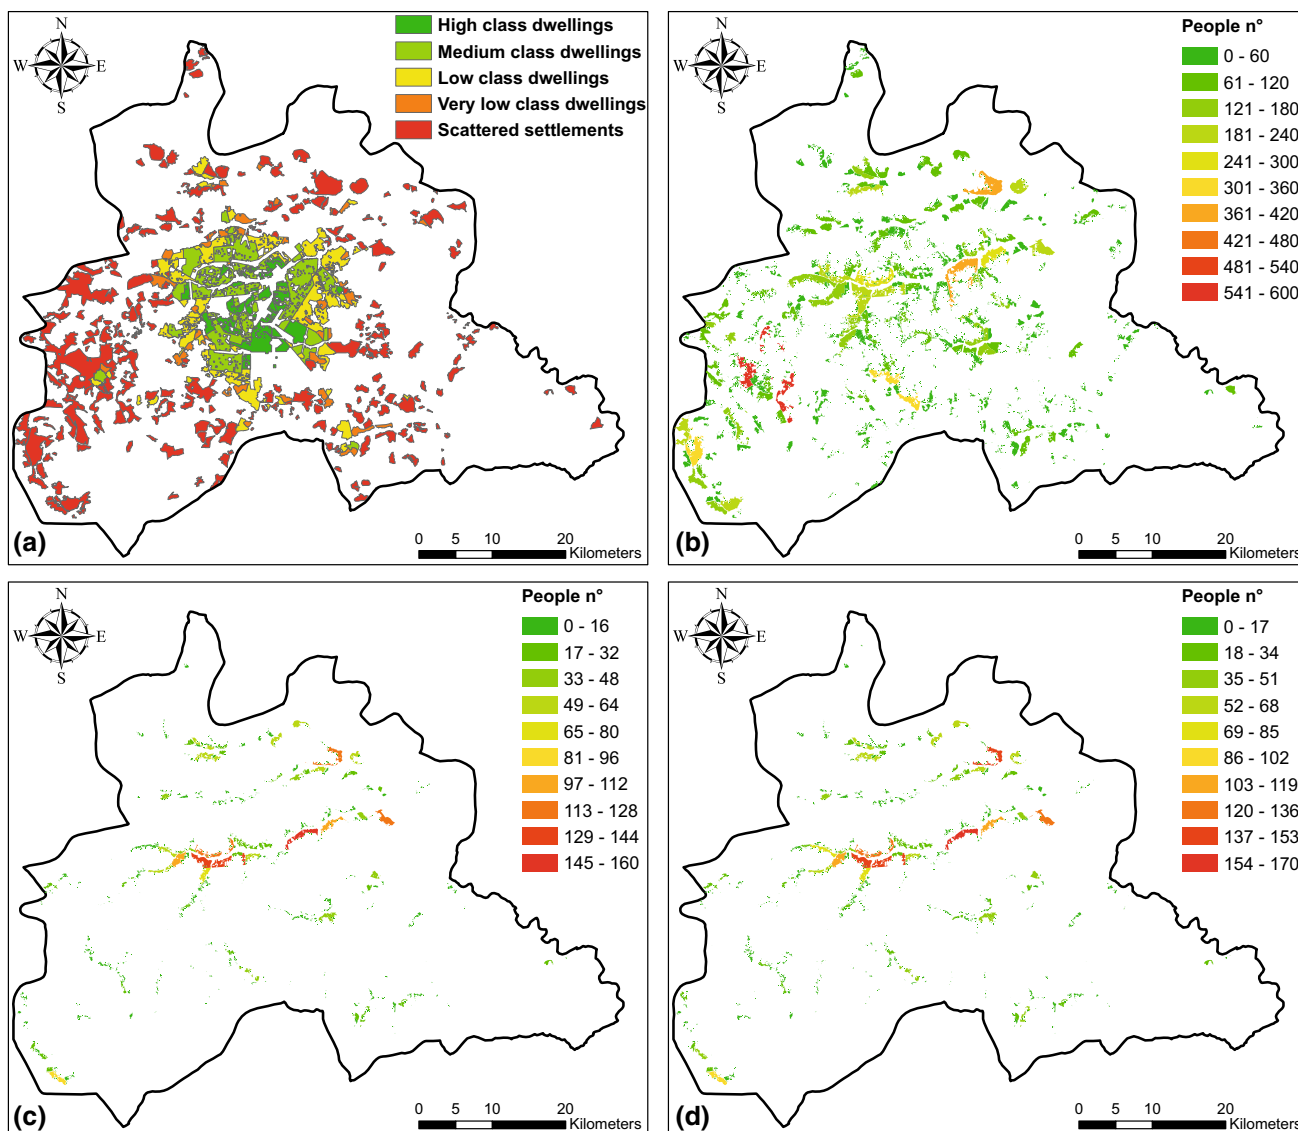 N
W E
S
High class dwellings
Medium class dwellings
Low class dwellings
Very low class dwellings
Scattered settlements
(a)
0 5 10 20
Kilometers
N
W E
S
People n°
0 - 60
61 - 120
121 - 180
181 - 240
241 - 300
301 - 360
361 - 420
421 - 480
481 - 540
541 - 600
(b)
0 5 10 20
Kilometers
N
W E
S
People n°
0 - 16
17 - 32
33 - 48
49 - 64
65 - 80
81 - 96
97 - 112
113 - 128
129 - 144
145 - 160
(c)
0 5 10 20
Kilometers
N
W E
S
People n°
0 - 17
18 - 34
35 - 51
52 - 68
69 - 85
86 - 102
103 - 119
120 - 136
137 - 153
154 - 170
(d)
0 5 10 20
Kilometers